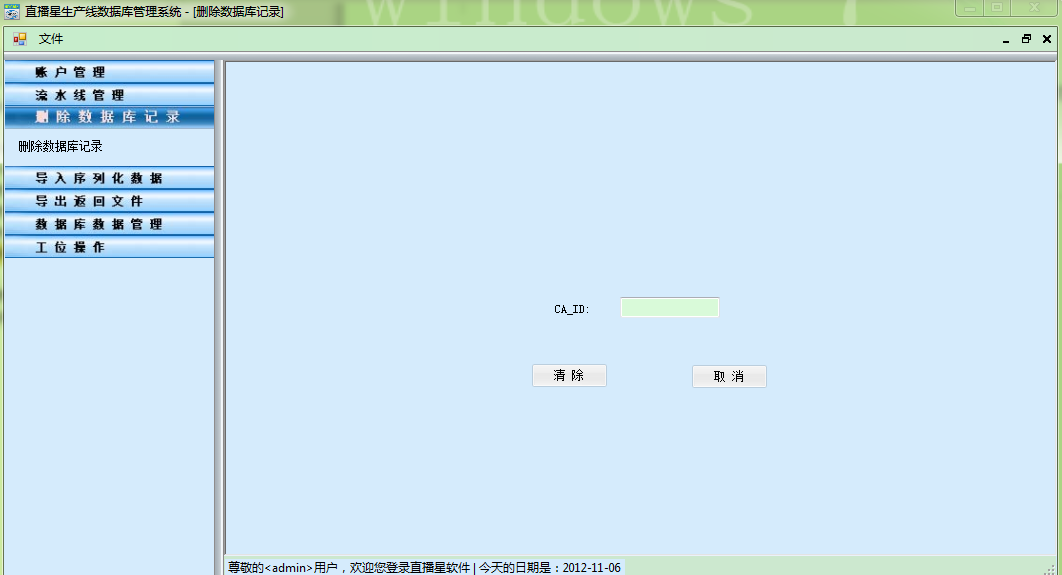 windows 7
直播星生产线数据库管理系统 - [删除数据库记录]
文件
账户管理
流水线管理
删除数据库记录
删除数据库记录
导入序列化数据
导出返回文件
数据库数据管理
工位操作
CA_ID:
清除
取消
尊敬的<admin>用户，欢迎您登录直播星软件 | 今天的日期是：2012-11-06